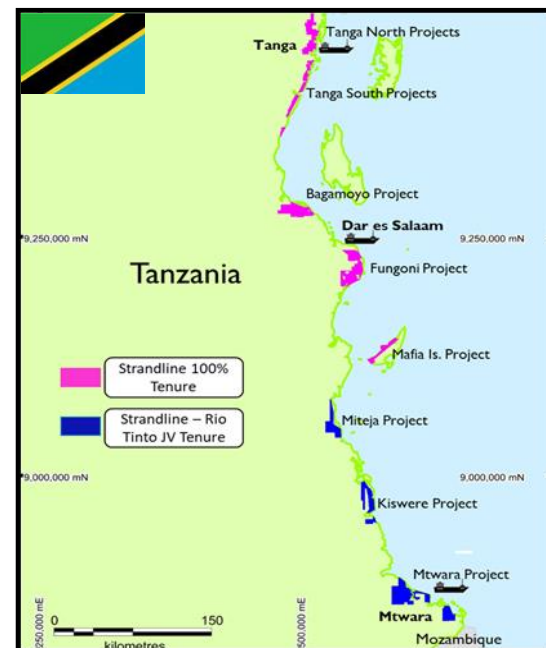 Tanga North Projects
Tanga
Tanga South Projects
Bagamoyo Project
Dar es Salaam
9,250,000 mN
9,250,000 mN
Fungoni Project
Tanzania
Mafia Is. Project
Strandline 100%
Tenure
Strandline – Rio
Tinto JV Tenure
Miteja Project
9,000,000 mN
9,000,000 mN
Kiswere Project
Mtwara Project
Mtwara
Mozambique
0
150
kilometres
250,000 mE
500,000 mE